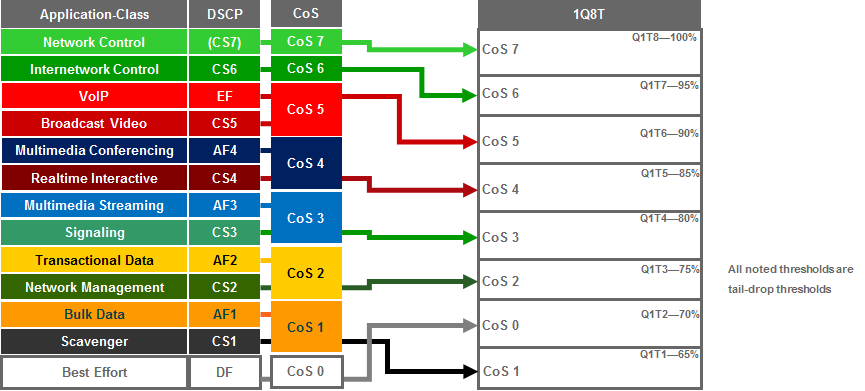 Application-Class DSCP CoS 1Q8T
Network Control (CS7) CoS 7 CoS 7 Q1T8—100%
Internetwork Control CS6 CoS 6 CoS 6 Q1T7—95%
VoIP EF CoS 5 CoS 5 Q1T6—90%
Broadcast Video CS5
Multimedia Conferencing AF4 CoS 4 CoS 4 Q1T5—85%
Realtime Interactive CS4
Multimedia Streaming AF3 CoS 3 CoS 3 Q1T4—80%
Signaling CS3
Transactional Data AF2 CoS 2 CoS 2 Q1T3—75%
Network Management CS2
Bulk Data AF1 CoS 1 CoS 0 Q1T2—70%
Scavenger CS1
Best Effort DF CoS 0 CoS 1 Q1T1—65%
All noted thresholds are
tail-drop thresholds